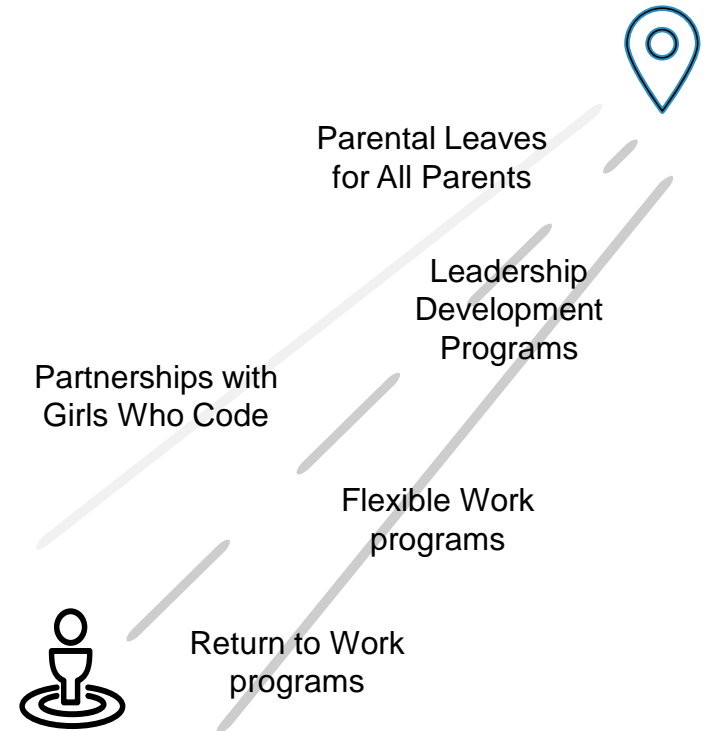 Parental Leaves
for All Parents
Leadership
Development
Programs
Partnerships with
Girls Who Code
Flexible Work
programs
Return to Work
programs